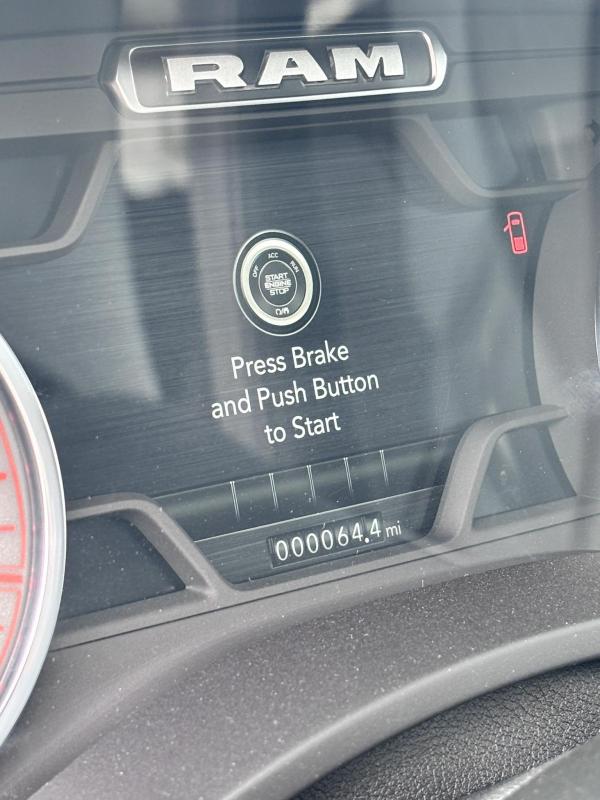 RAM
OFF ACC RUN
START
ENGINE
STOP
Press Brake
and Push Button
to Start
000064.4 mi